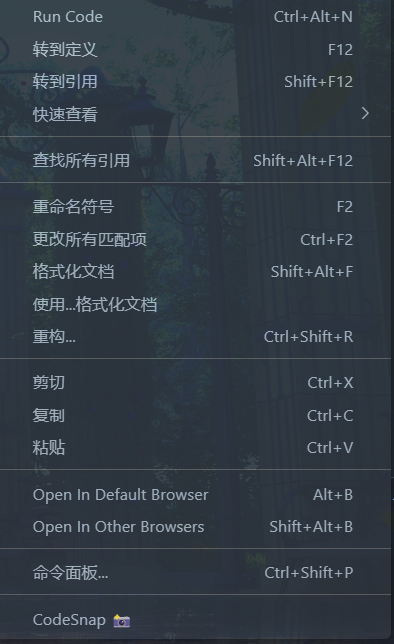 Run Code Ctrl+Alt+N
转到定义 F12
转到引用 Shift+F12
快速查看
查找所有引用 Shift+Alt+F12
重命名符号 F2
更改所有匹配项 Ctrl+F2
格式化文档 Shift+Alt+F
使用...格式化文档
重构... Ctrl+Shift+R
剪切 Ctrl+X
复制 Ctrl+C
粘贴 Ctrl+V
Open In Default Browser Alt+B
Open In Other Browsers Shift+Alt+B
命令面板... Ctrl+Shift+P
CodeSnap 📸